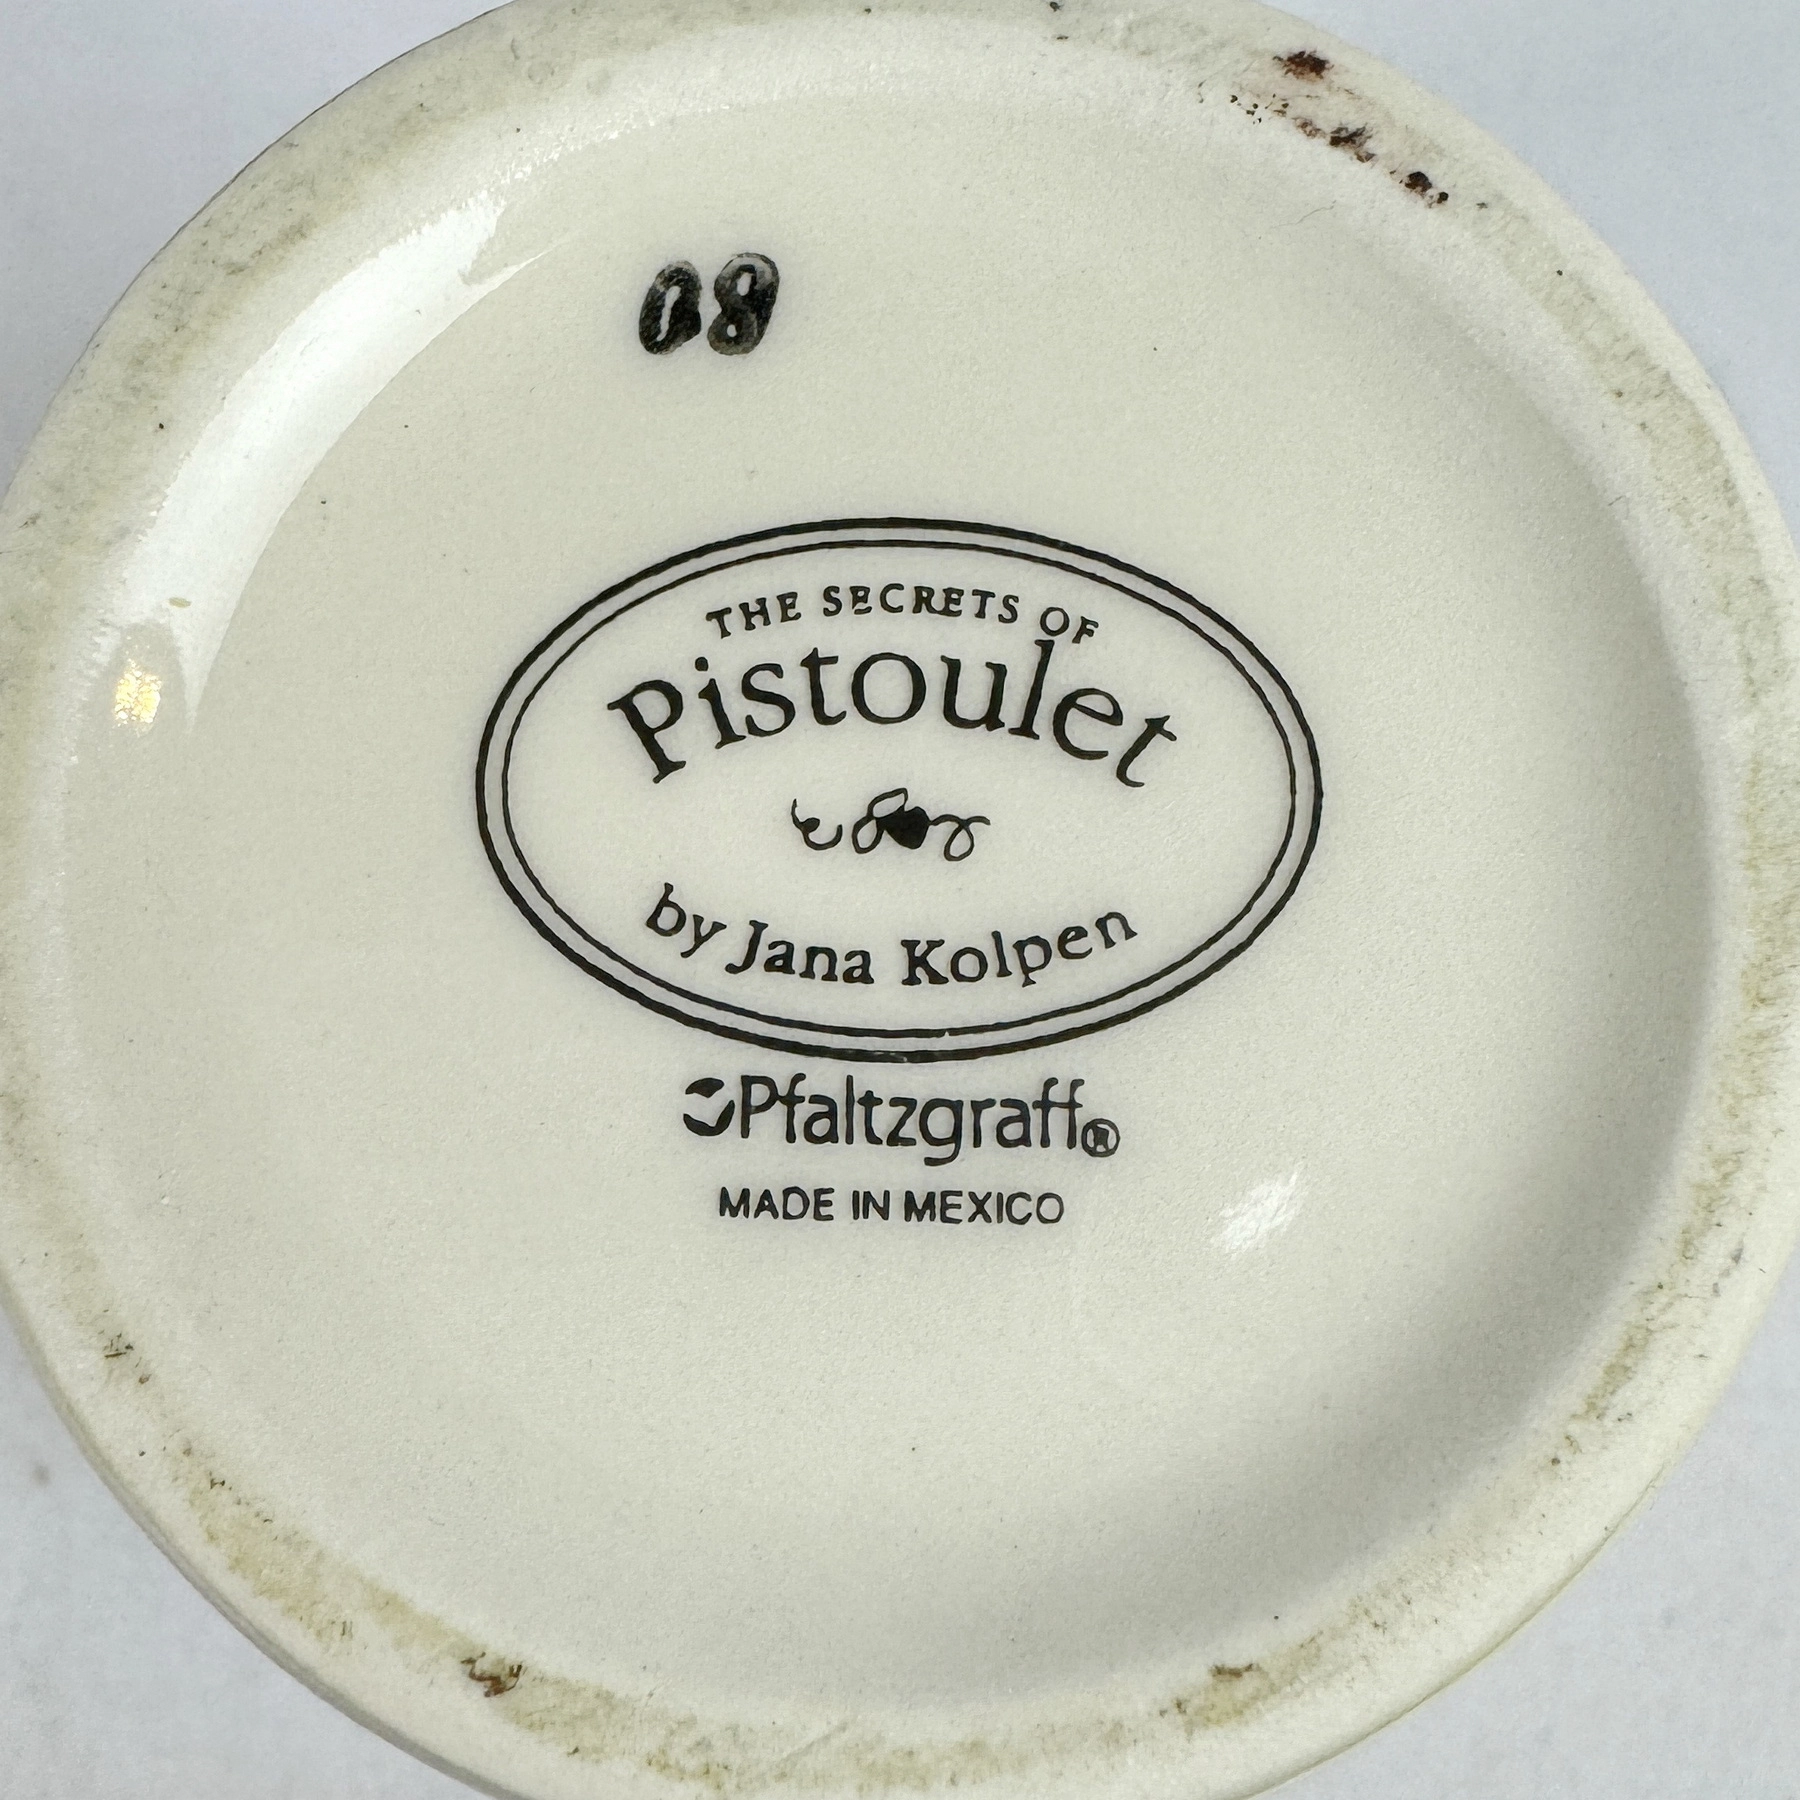 08
THE SECRETS OF
Pistoulet
by Jana Kolpen
Pfaltzgraff®
MADE IN MEXICO